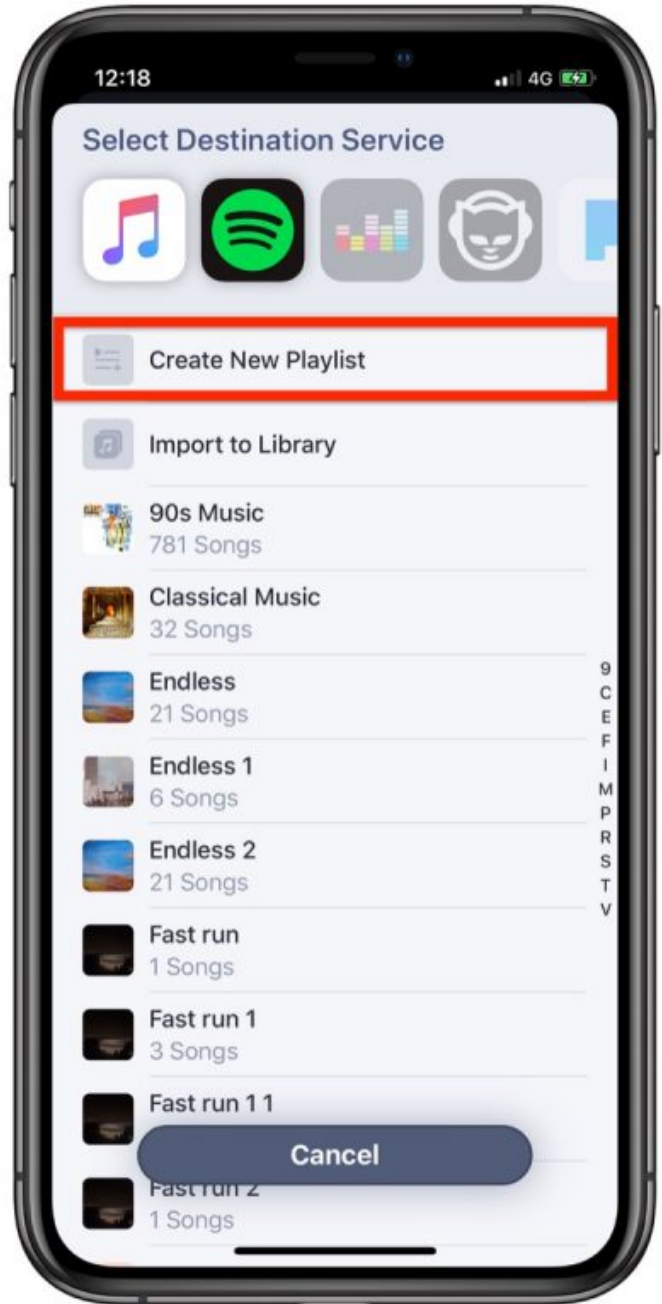 12:18
4G
Select Destination Service
Create New Playlist
Import to Library
90s Music
781 Songs
Classical Music
32 Songs
Endless
21 Songs
Endless 1
6 Songs
Endless 2
21 Songs
Fast run
1 Songs
Fast run 1
3 Songs
Fast run 1 1
Cancel
Fast run 2
1 Songs
9
C
E
F
I
M
P
R
S
T
V